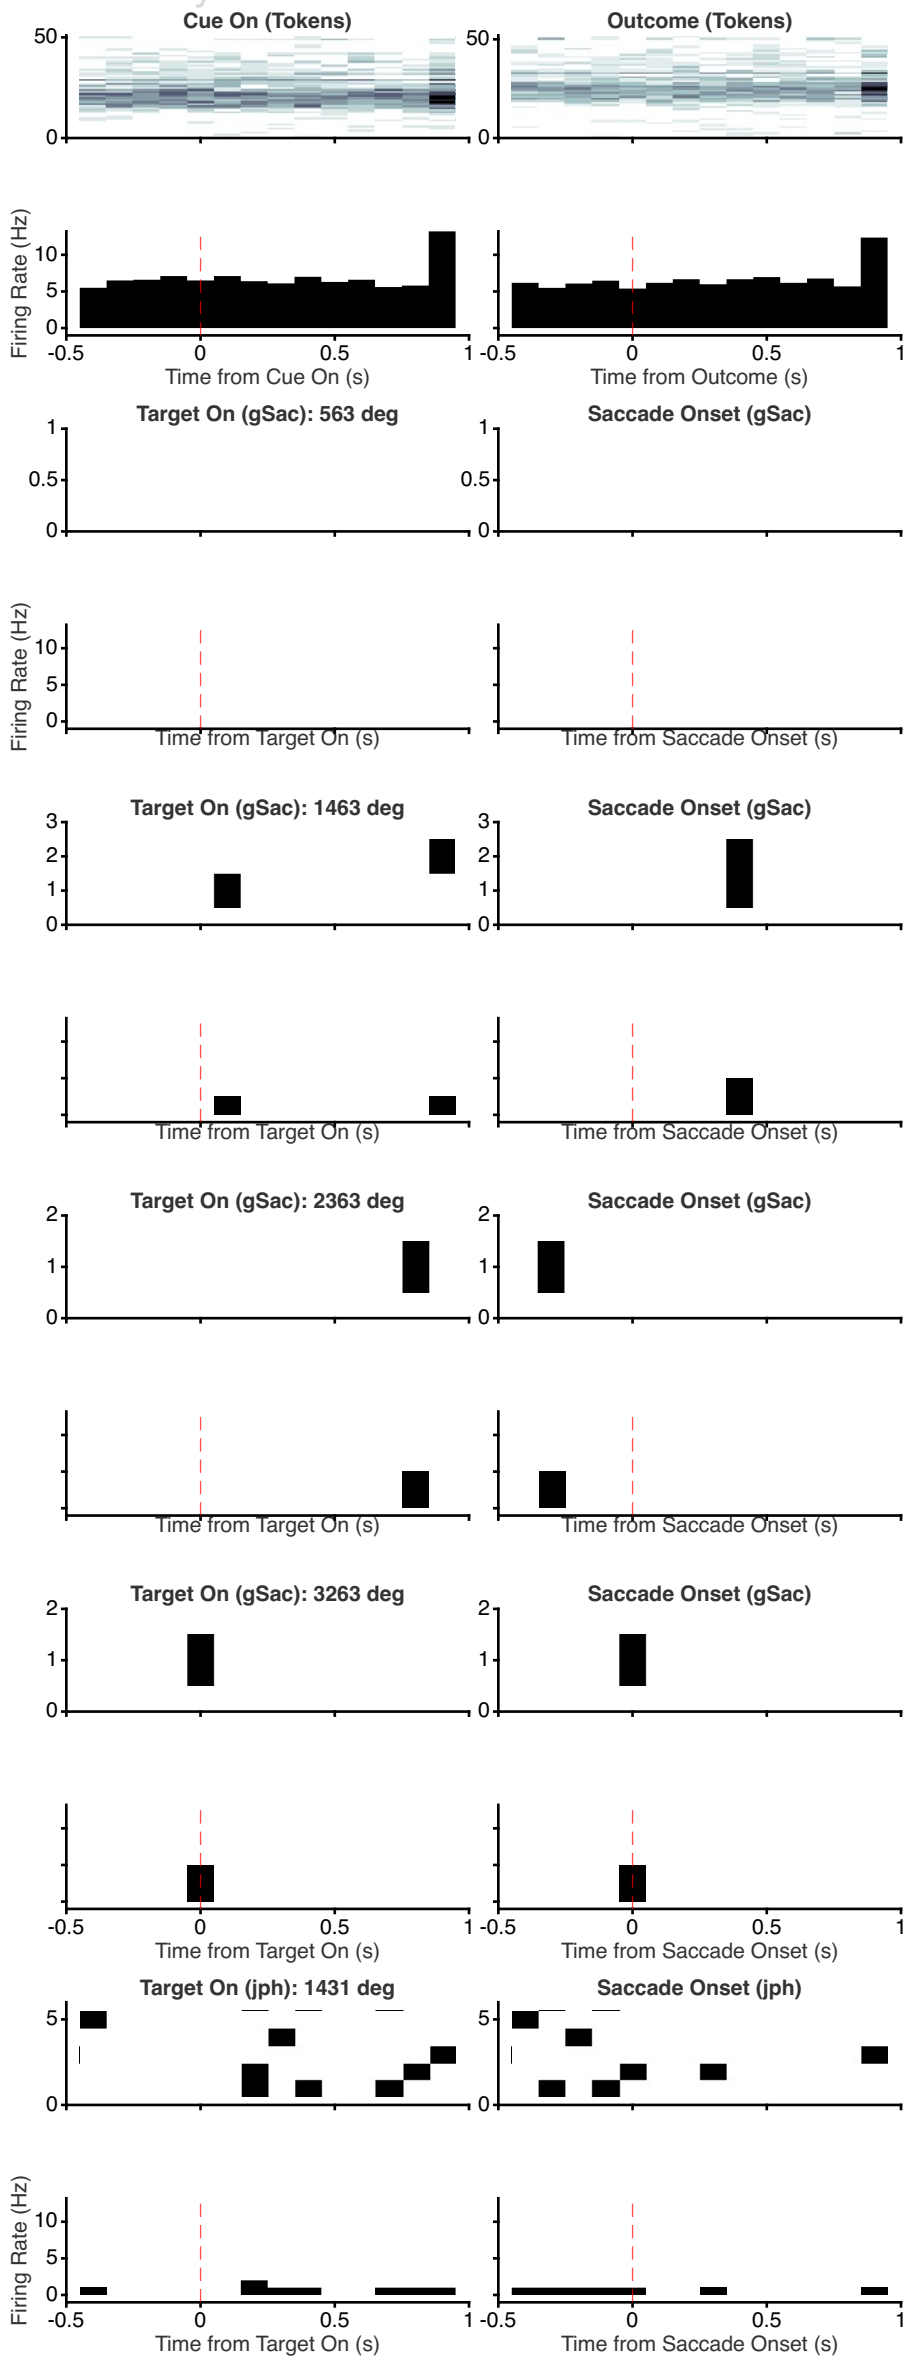 Cue On (Tokens) Outcome (Tokens)
50 50
0 0
Firing Rate (Hz)
10
5
0
-0.5 0 0.5 1 -0.5 0 0.5 1
Time from Cue On (s) Time from Outcome (s)
Target On (gSac): 563 deg Saccade Onset (gSac)
1 1
0.5 0.5
0 0
Firing Rate (Hz)
10
5
0
Time from Target On (s) Time from Saccade Onset (s)
Target On (gSac): 1463 deg Saccade Onset (gSac)
3 3
2 2
1 1
0 0
Time from Target On (s) Time from Saccade Onset (s)
Target On (gSac): 2363 deg Saccade Onset (gSac)
2 2
1 1
0 0
Time from Target On (s) Time from Saccade Onset (s)
Target On (gSac): 3263 deg Saccade Onset (gSac)
2 2
1 1
0 0
-0.5 0 0.5 1 -0.5 0 0.5 1
Time from Target On (s) Time from Saccade Onset (s)
Target On (jph): 1431 deg Saccade Onset (jph)
5 5
0 0
Firing Rate (Hz)
10
5
0
-0.5 0 0.5 1 -0.5 0 0.5 1
Time from Target On (s) Time from Saccade Onset (s)